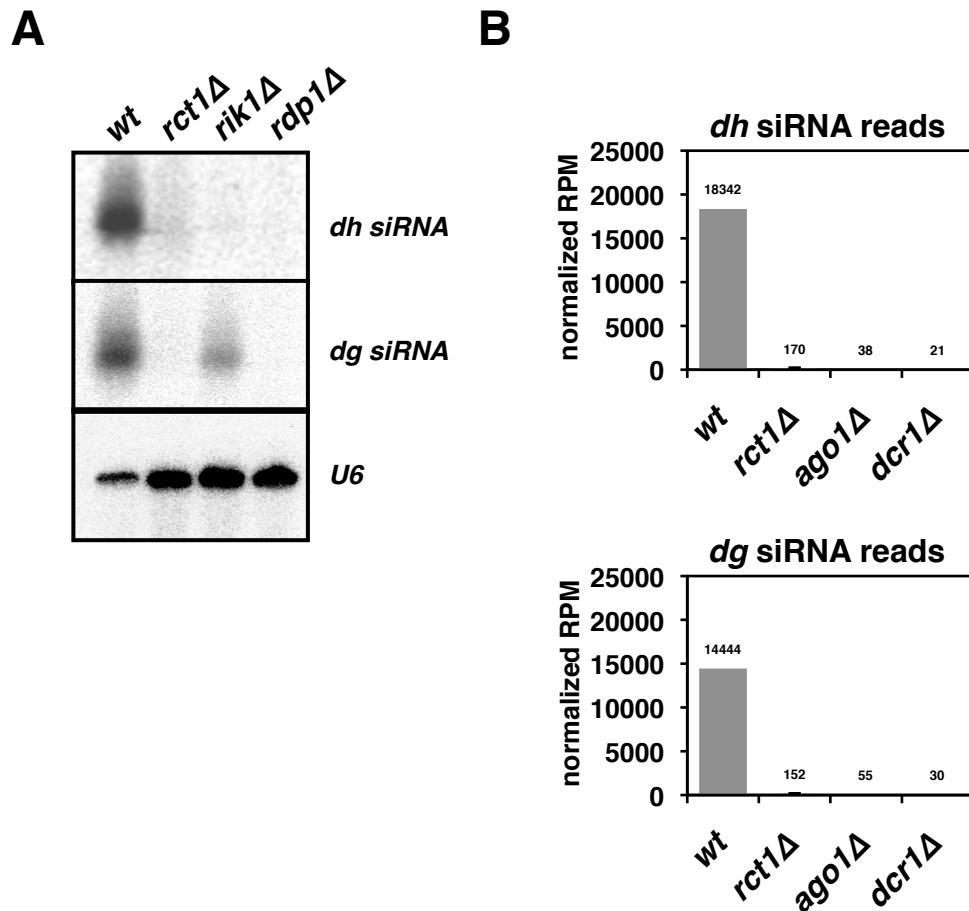 A
wt rct1Δ rik1Δ rdp1Δ
dh siRNA
dg siRNA
U6
B
dh siRNA reads
normalized RPM
25000
20000
15000
10000
5000
0
18342
170
38
21
wt rct1Δ ago1Δ dcr1Δ
dg siRNA reads
normalized RPM
25000
20000
15000
10000
5000
0
14444
152
55
30
wt rct1Δ ago1Δ dcr1Δ